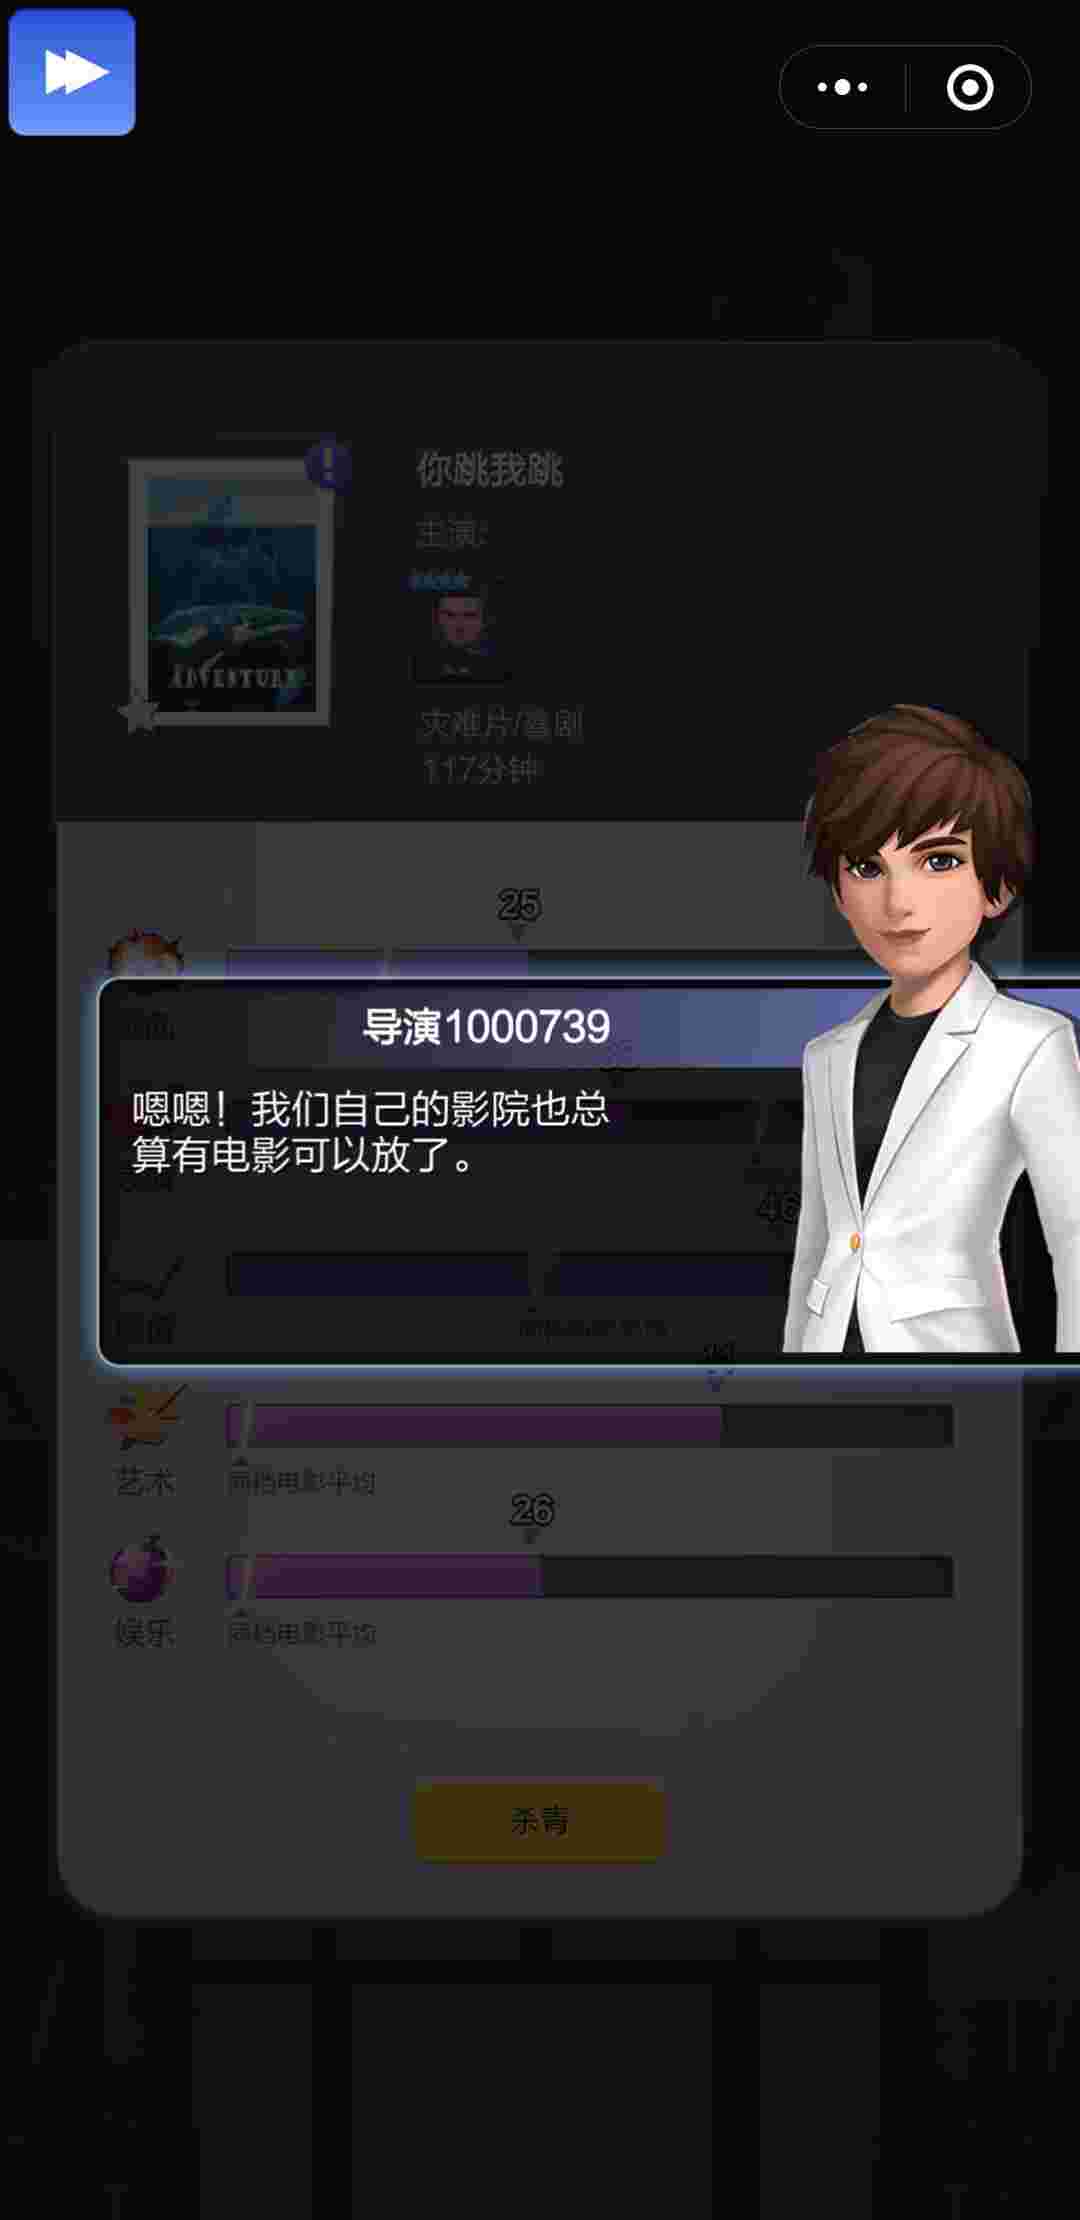 你跳我跳
主演:
ADVENTURE
灾难片/喜剧
117分钟
25
导演1000739
嗯嗯！我们自己的影院也总
算有电影可以放了。
46
艺术
同档电影平均
26
娱乐
同档电影平均
杀青